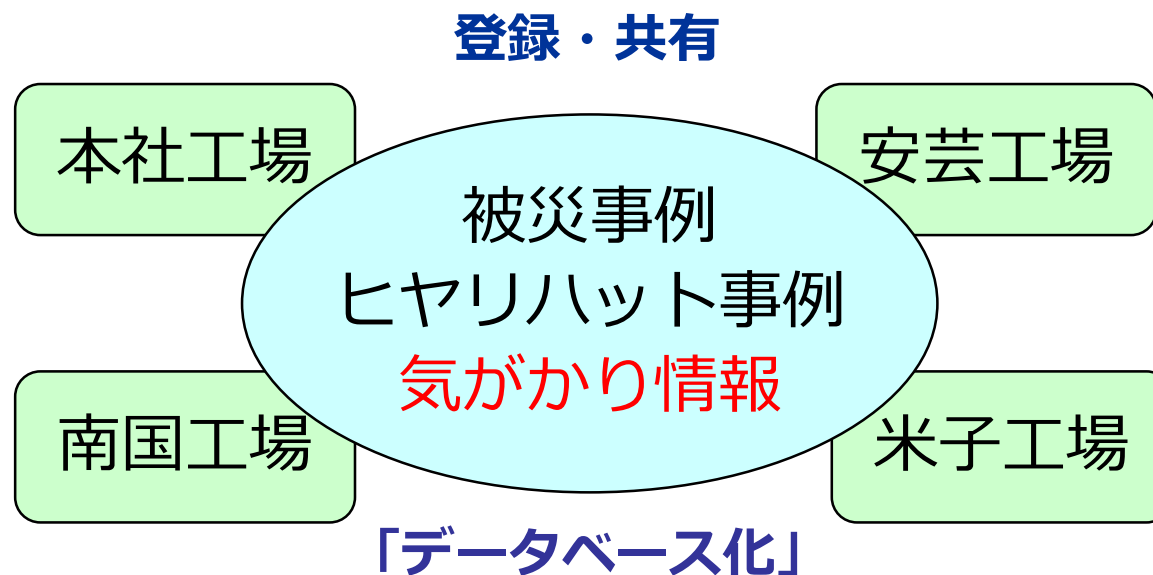 登録・共有
本社工場
安芸工場
被災事例
ヒヤリハット事例
気がかり情報
南国工場
米子工場
「データベース化」